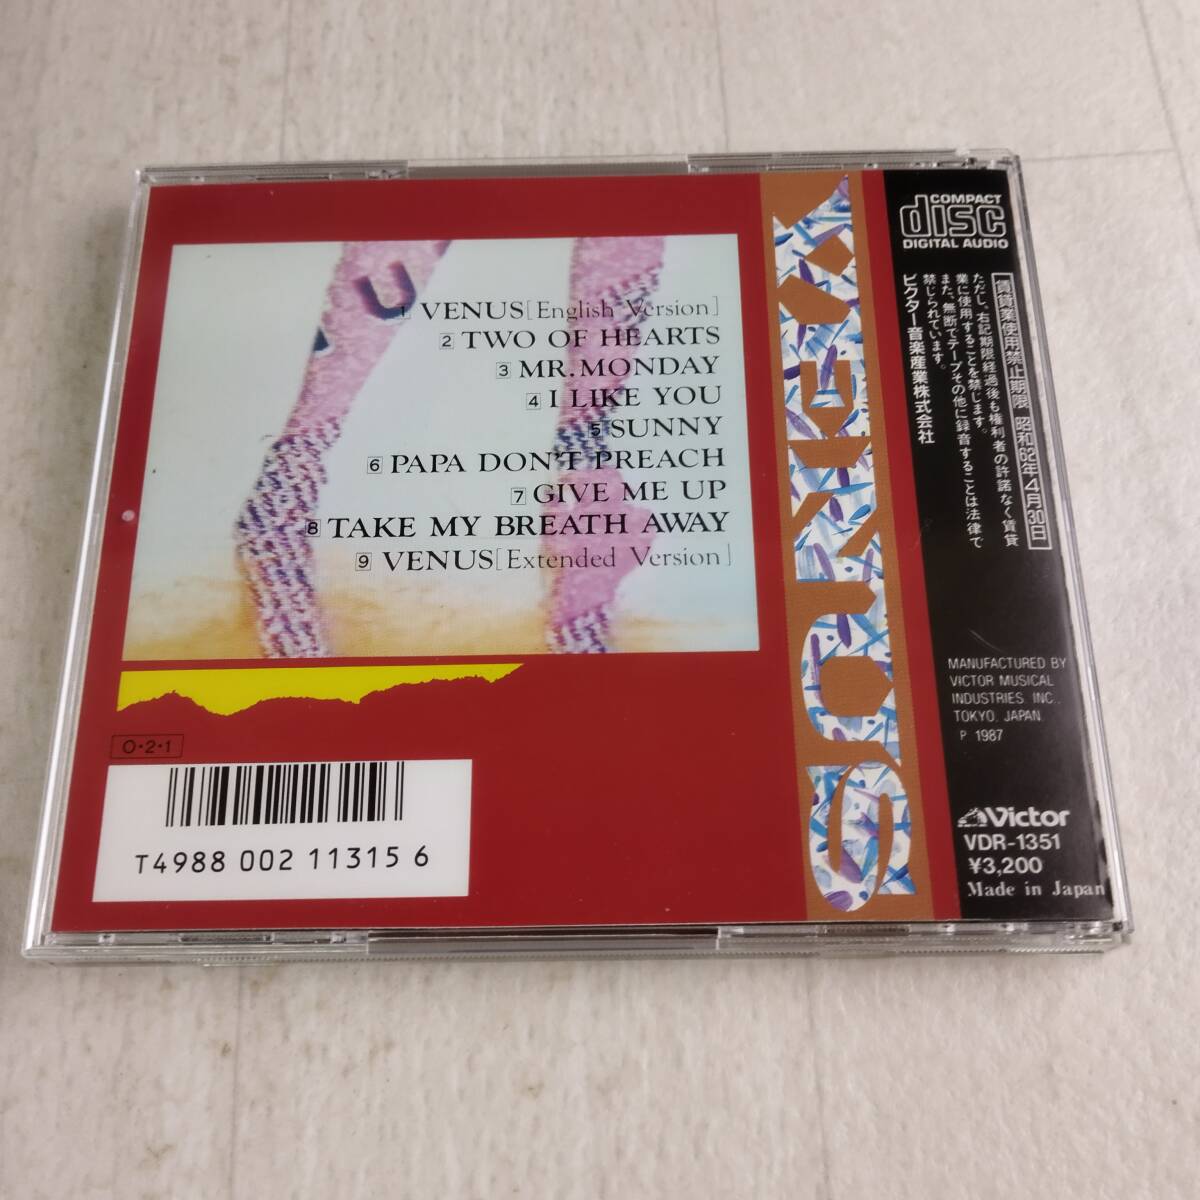 1 VENUS[English Version]
2 TWO OF HEARTS
3 MR.MONDAY
4 I LIKE YOU
5 SUNNY
6 PAPA DON'T PREACH
7 GIVE ME UP
8 TAKE MY BREATH AWAY
9 VENUS[Extended Version]
U
O・2・1
T4988 002 11315 6
VENUS
COMPACT
disc
DIGITAL AUDIO
賃貸業使用禁止期限 昭和62年4月30日
ただし、右記期限経過後も権利者の許諾なく賃貸
業に使用することを禁じます。
また、無断でテープその他に録音することは法律で
禁じられています。
ビクター音楽産業株式会社
MANUFACTURED BY
VICTOR MUSICAL
INDUSTRIES, INC.,
TOKYO, JAPAN
P 1987
Victor
VDR-1351
¥3,200
Made in Japan